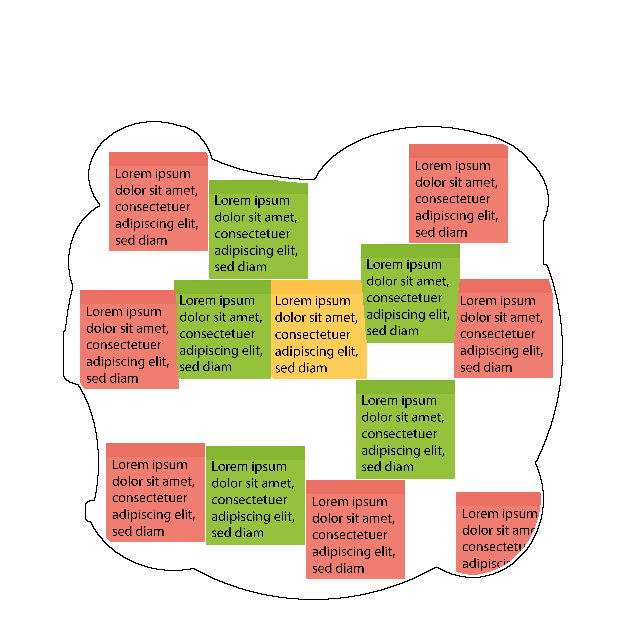 Lorem ipsum
dolor sit amet,
consectetuer
adipiscing elit,
sed diam
Lorem ipsum
dolor sit amet,
consectetuer
adipiscing elit,
sed diam
Lorem ipsum
dolor sit amet,
consectetuer
adipiscing elit,
sed diam
Lorem ipsum
dolor sit amet,
consectetuer
adipiscing elit,
sed diam
Lorem ipsum
dolor sit amet,
consectetuer
adipiscing elit,
sed diam
Lorem ipsum
dolor sit amet,
consectetuer
adipiscing elit,
sed diam
Lorem ipsum
dolor sit amet,
consectetuer
adipiscing elit,
sed diam
Lorem ipsum
dolor sit amet,
consectetuer
adipiscing elit,
sed diam
Lorem ipsum
dolor sit amet,
consectetuer
adipiscing elit,
sed diam
Lorem ipsum
dolor sit amet,
consectetuer
adipiscing elit,
sed diam
Lorem ipsum
dolor sit amet,
consectetuer
adipiscing elit,
sed diam
Lorem ipsum
dolor sit amet,
consectetuer
adipiscing elit,
sed diam
Lorem ipsum
dolor sit